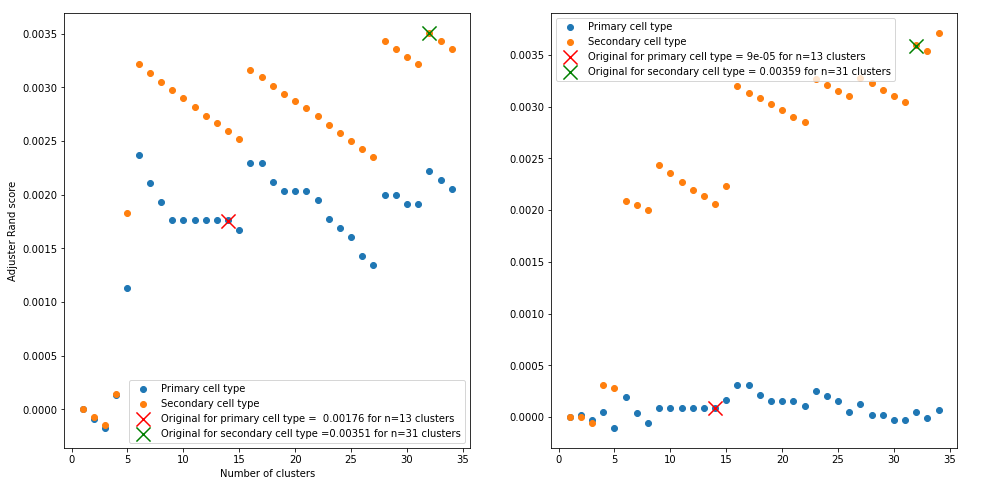 Adjuster Rand score
0.0035
0.0030
0.0025
0.0020
0.0015
0.0010
0.0005
0.0000
Primary cell type
Secondary cell type
Original for primary cell type =  0.00176 for n=13 clusters
Original for secondary cell type =0.00351 for n=31 clusters
0 5 10 15 20 25 30 35
Number of clusters
Primary cell type
Secondary cell type
Original for primary cell type = 9e-05 for n=13 clusters
Original for secondary cell type = 0.00359 for n=31 clusters
0.0035
0.0030
0.0025
0.0020
0.0015
0.0010
0.0005
0.0000
0 5 10 15 20 25 30 35